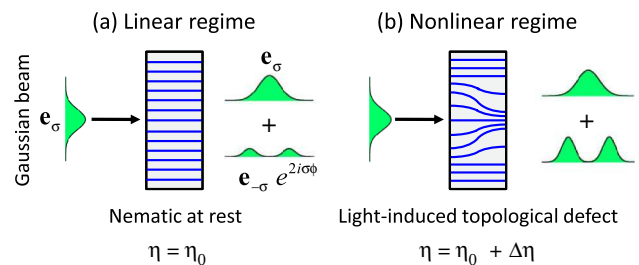 (a) Linear regime
(b) Nonlinear regime
Gaussian beam
e_σ
e_σ
+
e_{−σ} e^{2iσϕ}
+
Nematic at rest
Light-induced topological defect
η = η_0
η = η_0 + Δη